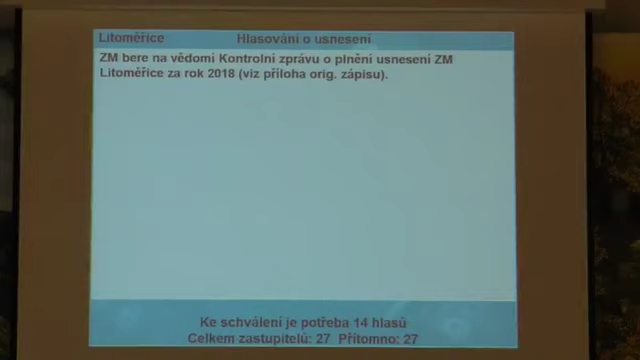 Litoměřice Hlasování o usnesení
ZM bere na vědomí Kontrolní zprávu o plnění usnesení ZM
Litoměřice za rok 2018 (viz příloha orig. zápisu).
Ke schválení je potřeba 14 hlasů
Celkem zastupitelů: 27 Přítomno: 27